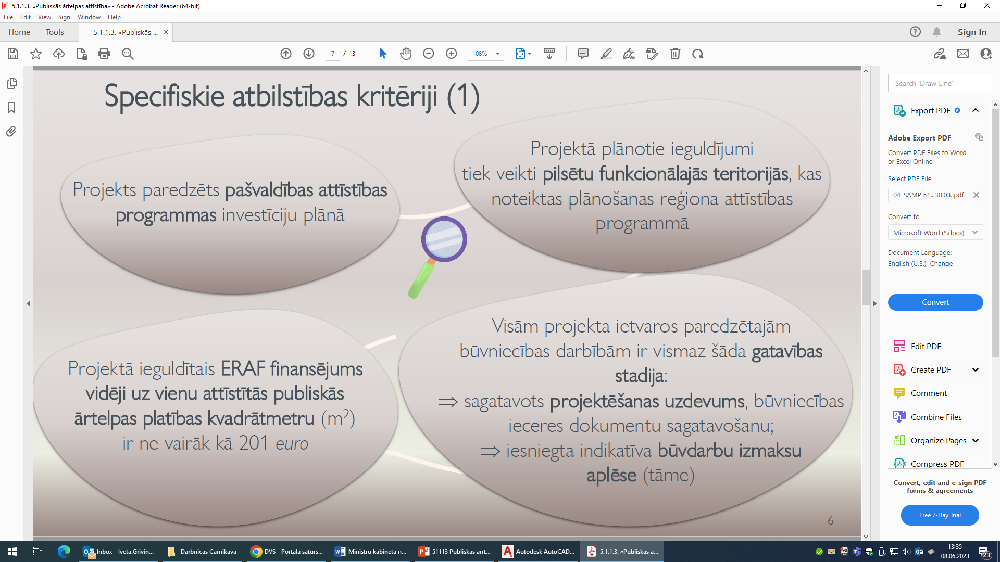 5.1.1.3. «Publiskās ārtelpas attīstība» - Adobe Acrobat Reader (64-bit)
File Edit View Sign Window Help
Home Tools 5.1.1.3. «Publiskās ...
Sign In
7 / 13
108%
Specifiskie atbilstības kritēriji (1)
Projekts paredzēts pašvaldības attīstības
programmas investīciju plānā
Projektā plānotie ieguldījumi
tiek veikti pilsētu funkcionālajās teritorijās, kas
noteiktas plānošanas reģiona attīstības
programmā
Projektā ieguldītais ERAF finansējums
vidēji uz vienu attīstītās publiskās
ārtelpas platības kvadrātmetru (m²)
ir ne vairāk kā 201 euro
Visām projekta ietvaros paredzētajām
būvniecības darbībām ir vismaz šāda gatavības
stadija:
⇒ sagatavots projektēšanas uzdevums, būvniecības
ieceres dokumentu sagatavošanu;
⇒ iesniegta indikatīva būvdarbu izmaksu
aplēse (tāme)
6
Search 'Draw Line'
Export PDF
Adobe Export PDF
Convert PDF Files to Word
or Excel Online
Select PDF File
04_SAMP 51...30.03..pdf
Convert to
Microsoft Word (*.docx)
Document Language:
English (U.S.) Change
Convert
Edit PDF
Create PDF
Comment
Combine Files
Organize Pages
Compress PDF
Convert, edit and e-sign PDF
forms & agreements
Free 7-Day Trial
Inbox - Iveta.Grivin...
Darbnicas Carnikava
DVS - Portāla saturs...
Ministru kabineta n...
51113 Publiskas arrt...
Autodesk AutoCAD...
5.1.1.3. «Publiskās ā...
13:35
08.06.2023
23